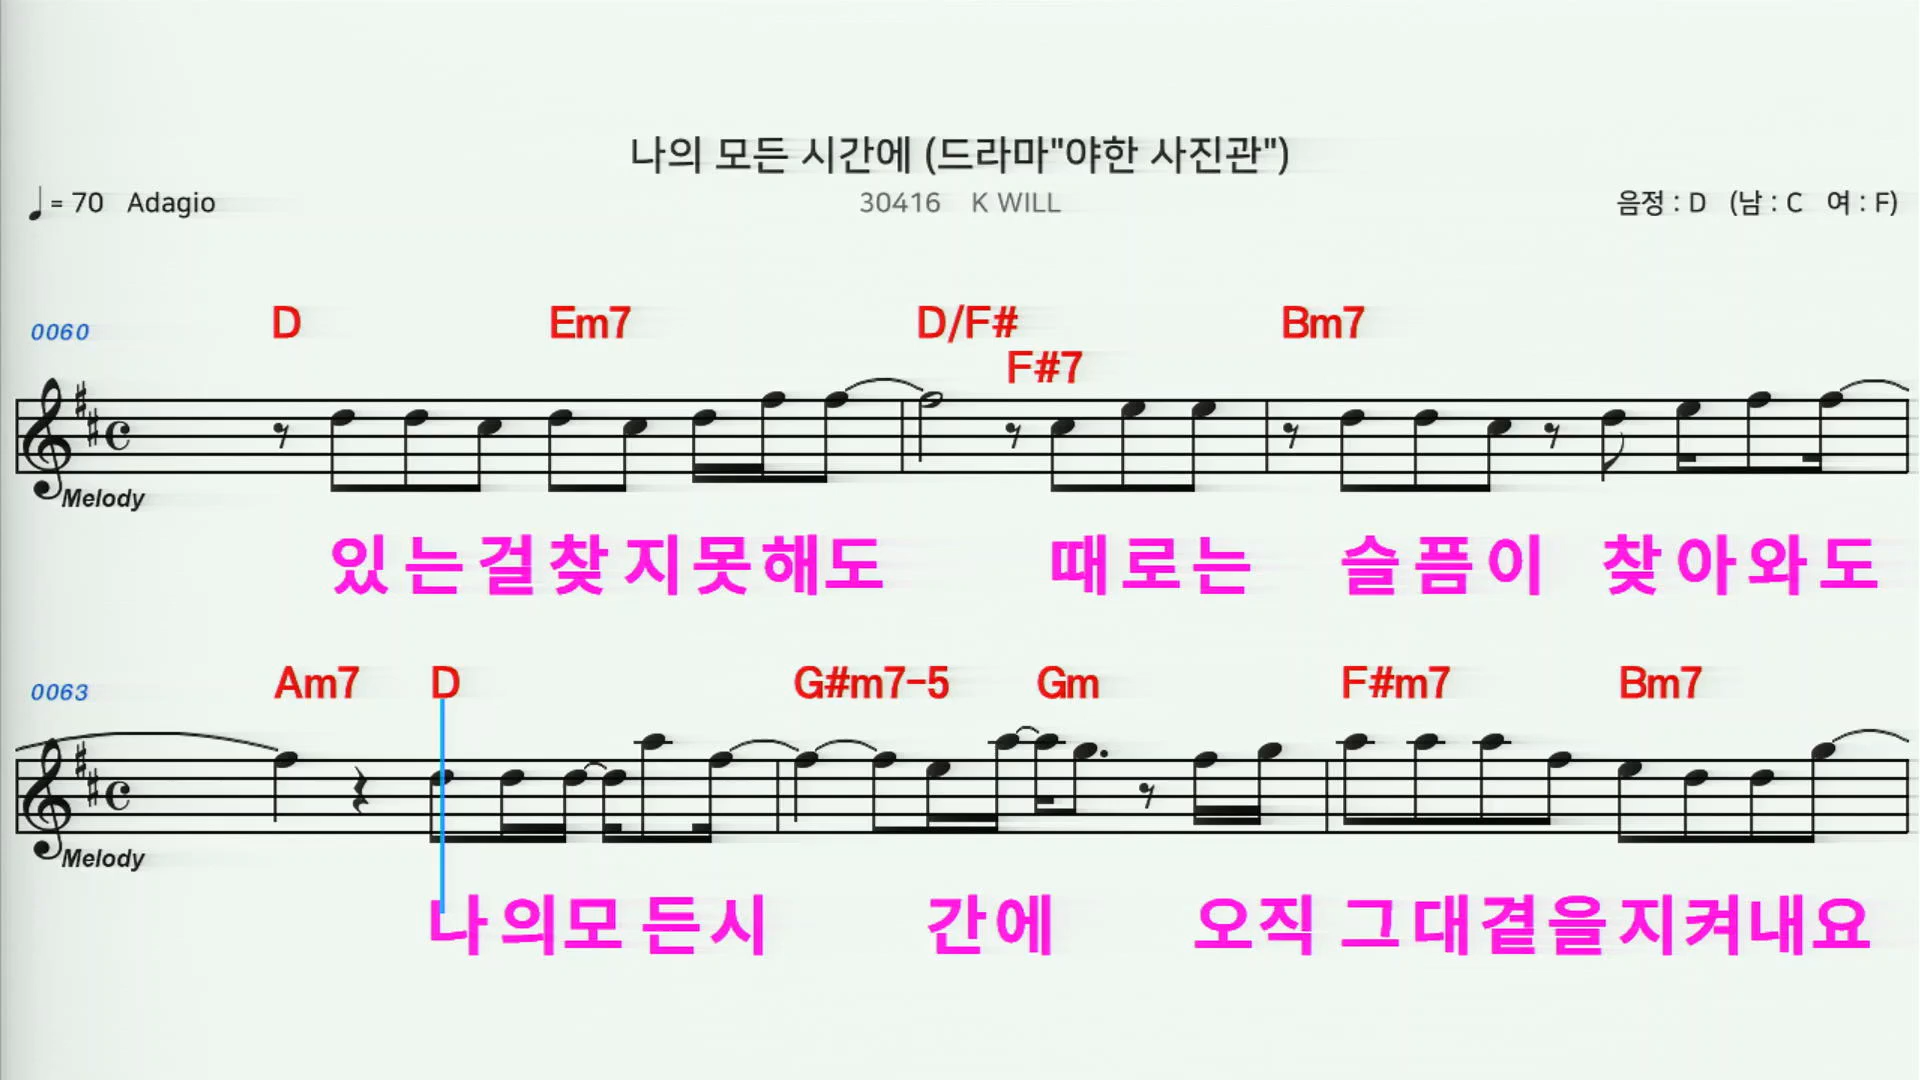 나의 모든 시간에 (드라마"야한 사진관")
♩= 70 Adagio 30416 K WILL 음정 : D (남 : C 여 : F)
0060 D Em7 D/F# Bm7
F#7
Melody
있는걸찾지못해도 때로는 슬픔이 찾아와도
0063 Am7 D G#m7-5 Gm F#m7 Bm7
Melody
나의모든시 간에 오직 그대곁을지켜내요